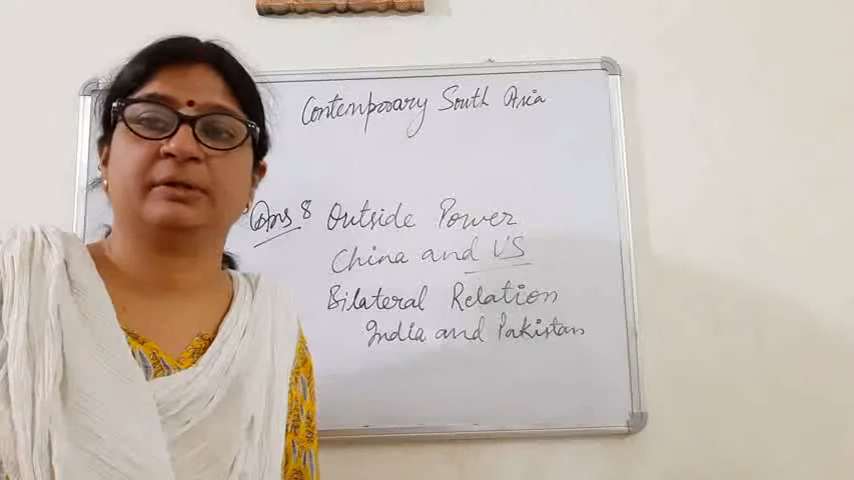 Contemporary South Asia
Ans 8 Outside Power
China and US
Bilateral Relation
India and Pakistan